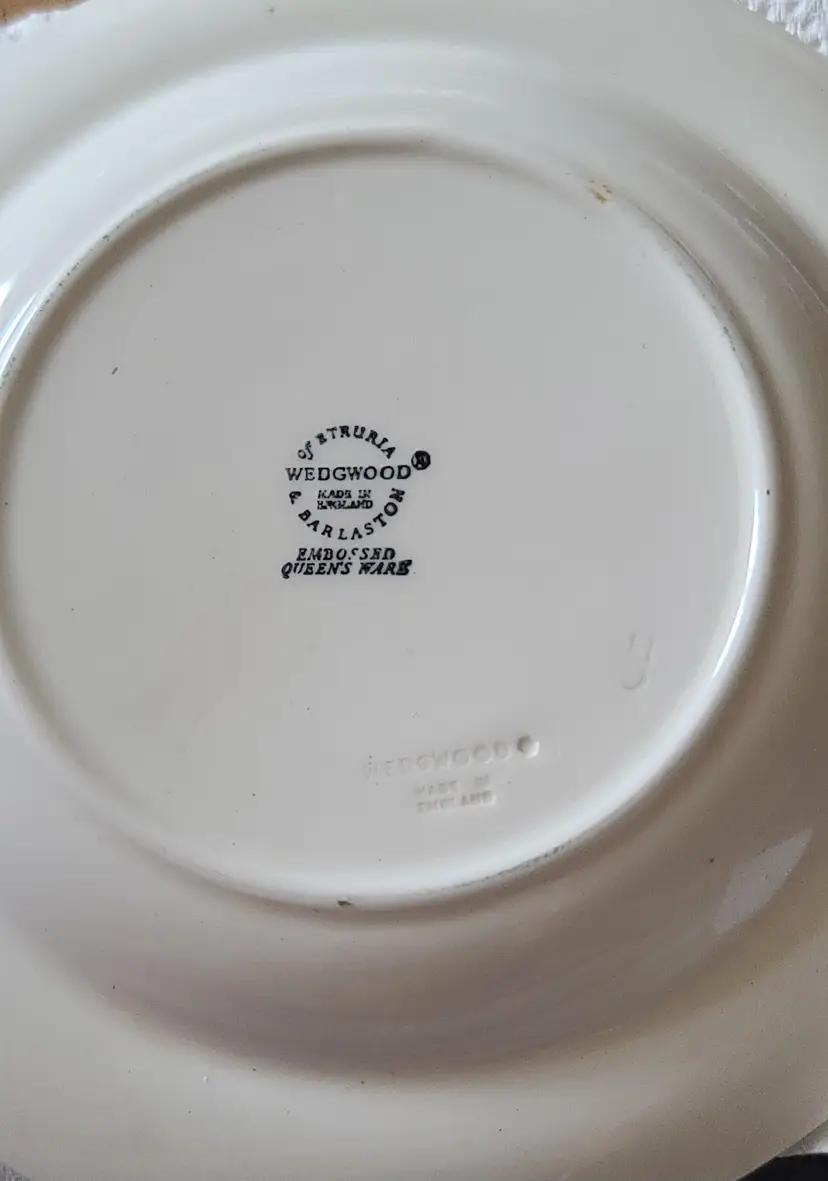 of ETRURIA
WEDGWOOD ®
MADE IN
ENGLAND
& BARLASTON
EMBOSSED
QUEEN'S WARE
WEDGWOOD
MADE IN
ENGLAND